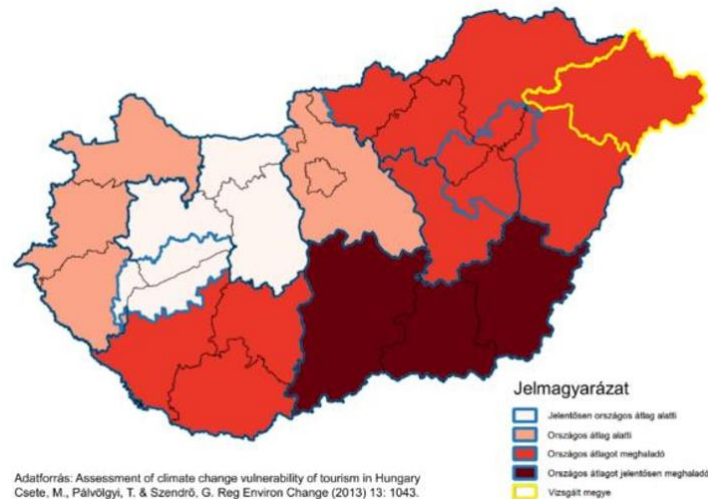 Jelmagyarázat
Jelentősen országos átlag alatti
Országos átlag alatti
Országos átlagot meghaladó
Országos átlagot jelentősen meghaladó
Vizsgált megye
Adatforrás: Assessment of climate change vulnerability of tourism in Hungary
Csete, M., Pálvölgyi, T. & Szendrő, G. Reg Environ Change (2013) 13: 1043.